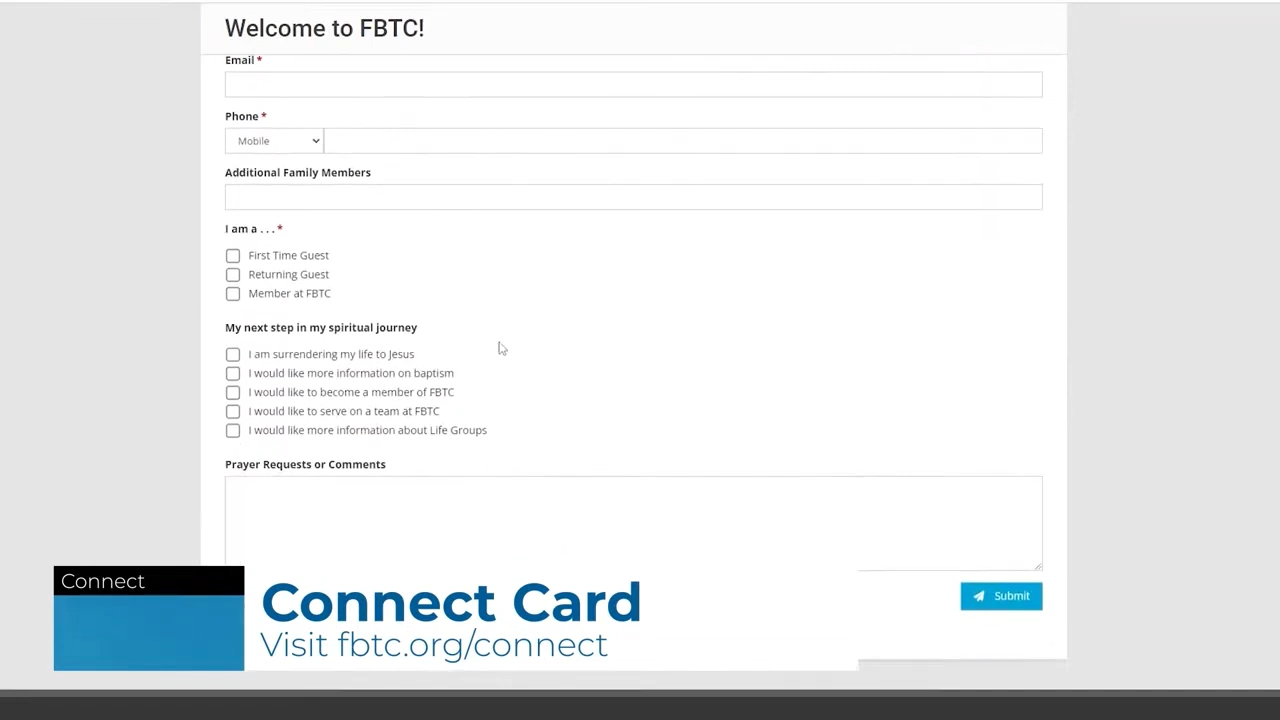 Welcome to FBTC!
Email *
Phone *
Mobile
Additional Family Members
I am a . . . *
First Time Guest
Returning Guest
Member at FBTC
My next step in my spiritual journey
I am surrendering my life to Jesus
I would like more information on baptism
I would like to become a member of FBTC
I would like to serve on a team at FBTC
I would like more information about Life Groups
Prayer Requests or Comments
Submit
Connect
Connect Card
Visit fbtc.org/connect